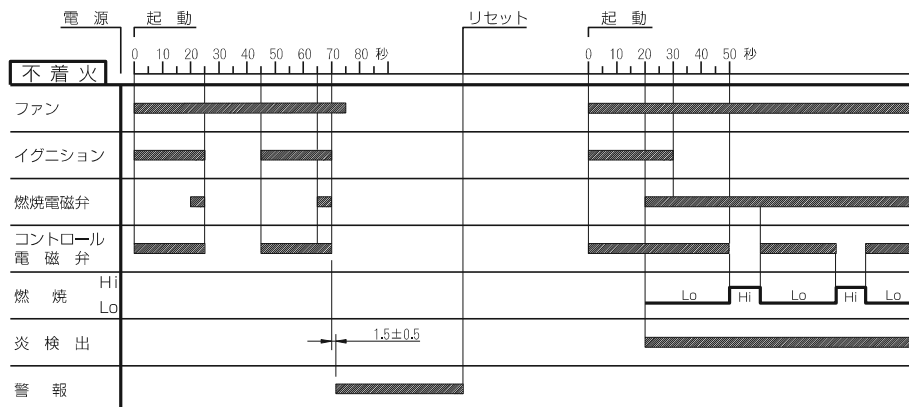 電 源
起 動
リセット
起 動
0 10 20 30 40 50 60 70 80 秒
0 10 20 30 40 50 秒
不 着 火
ファン
イグニション
燃焼電磁弁
コントロール
電 磁 弁
燃 焼
Hi
Lo
Lo Hi Lo Hi Lo
炎 検 出
1.5±0.5
警 報